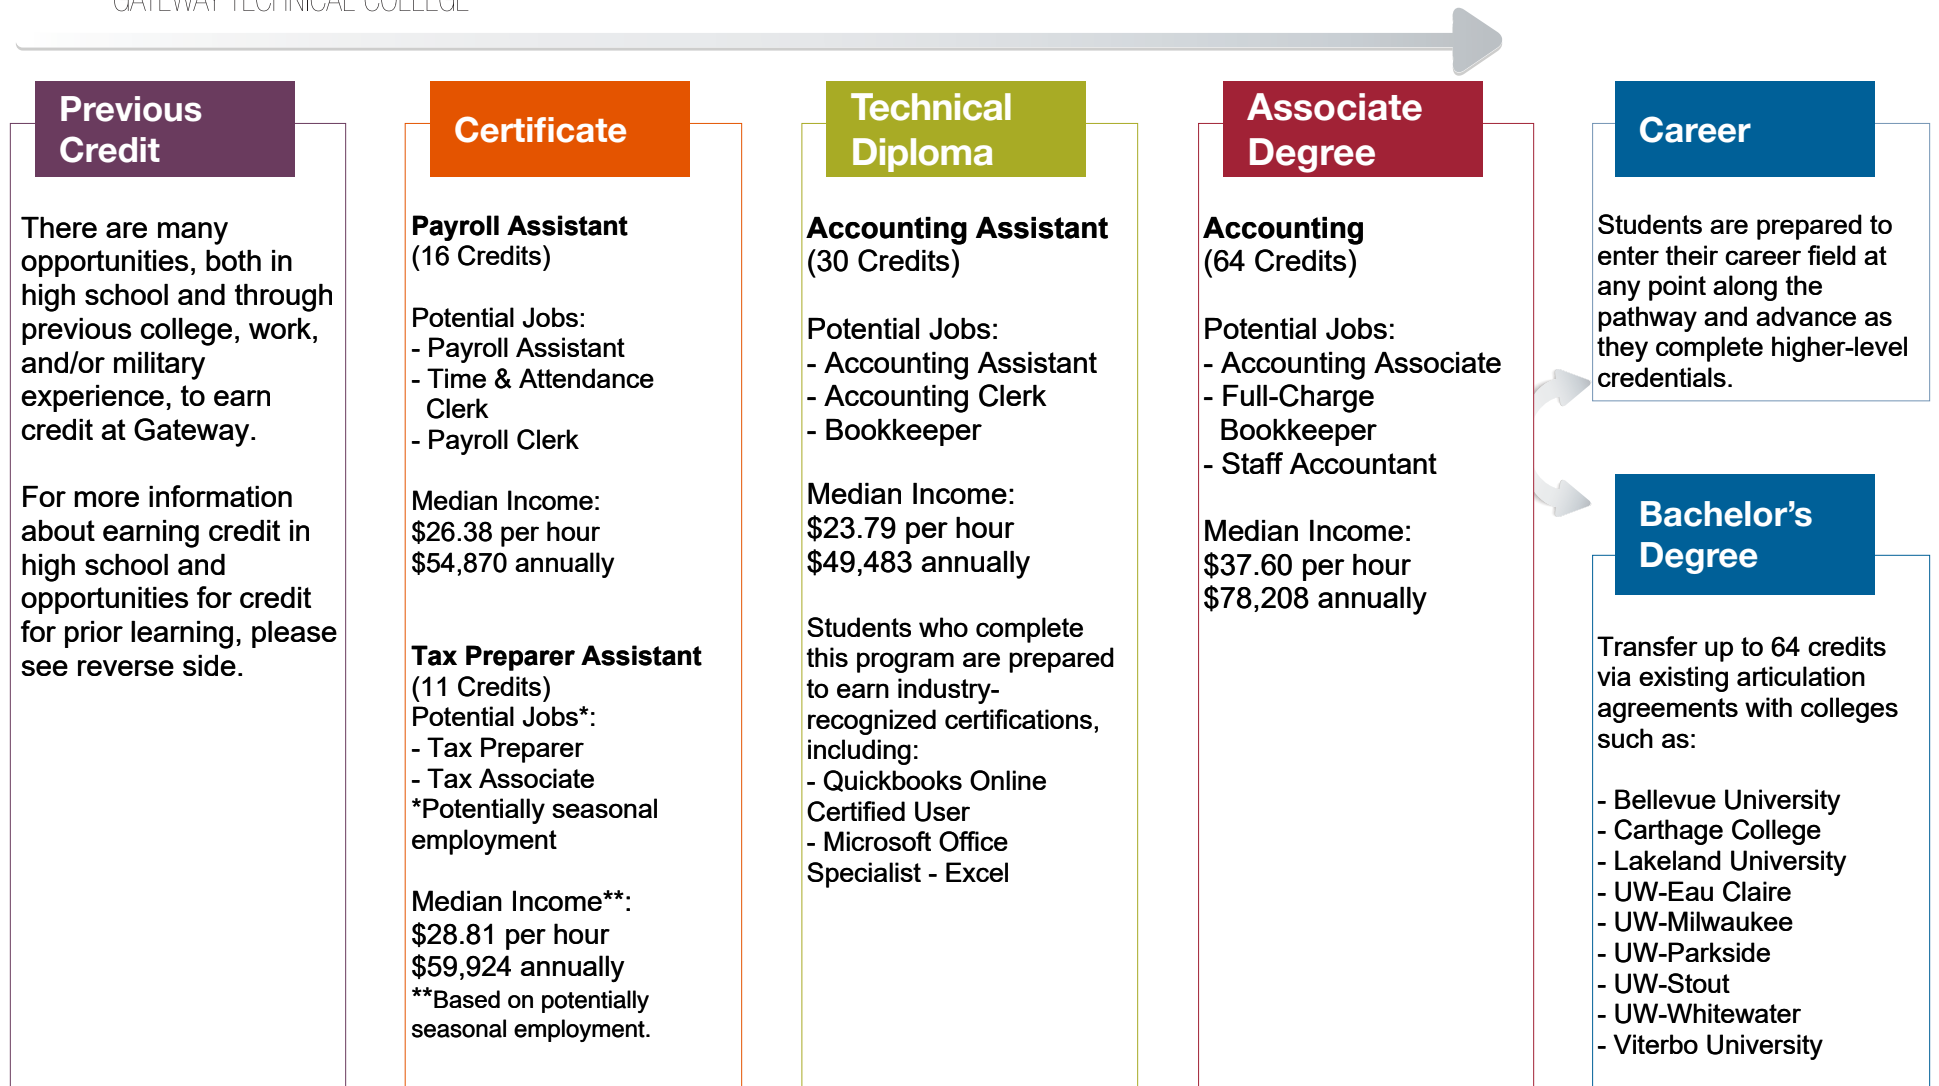 GATEWAY TECHNICAL COLLEGE
Previous
Credit
There are many
opportunities, both in
high school and through
previous college, work,
and/or military
experience, to earn
credit at Gateway.
For more information
about earning credit in
high school and
opportunities for credit
for prior learning, please
see reverse side.
Certificate
Payroll Assistant
(16 Credits)
Potential Jobs:
- Payroll Assistant
- Time & Attendance
Clerk
- Payroll Clerk
Median Income:
$26.38 per hour
$54,870 annually
Tax Preparer Assistant
(11 Credits)
Potential Jobs*:
- Tax Preparer
- Tax Associate
*Potentially seasonal
employment
Median Income**:
$28.81 per hour
$59,924 annually
**Based on potentially
seasonal employment.
Technical
Diploma
Accounting Assistant
(30 Credits)
Potential Jobs:
- Accounting Assistant
- Accounting Clerk
- Bookkeeper
Median Income:
$23.79 per hour
$49,483 annually
Students who complete
this program are prepared
to earn industry-
recognized certifications,
including:
- Quickbooks Online
Certified User
- Microsoft Office
Specialist - Excel
Associate
Degree
Accounting
(64 Credits)
Potential Jobs:
- Accounting Associate
- Full-Charge
Bookkeeper
- Staff Accountant
Median Income:
$37.60 per hour
$78,208 annually
Career
Students are prepared to
enter their career field at
any point along the
pathway and advance as
they complete higher-level
credentials.
Bachelor's
Degree
Transfer up to 64 credits
via existing articulation
agreements with colleges
such as:
- Bellevue University
- Carthage College
- Lakeland University
- UW-Eau Claire
- UW-Milwaukee
- UW-Parkside
- UW-Stout
- UW-Whitewater
- Viterbo University